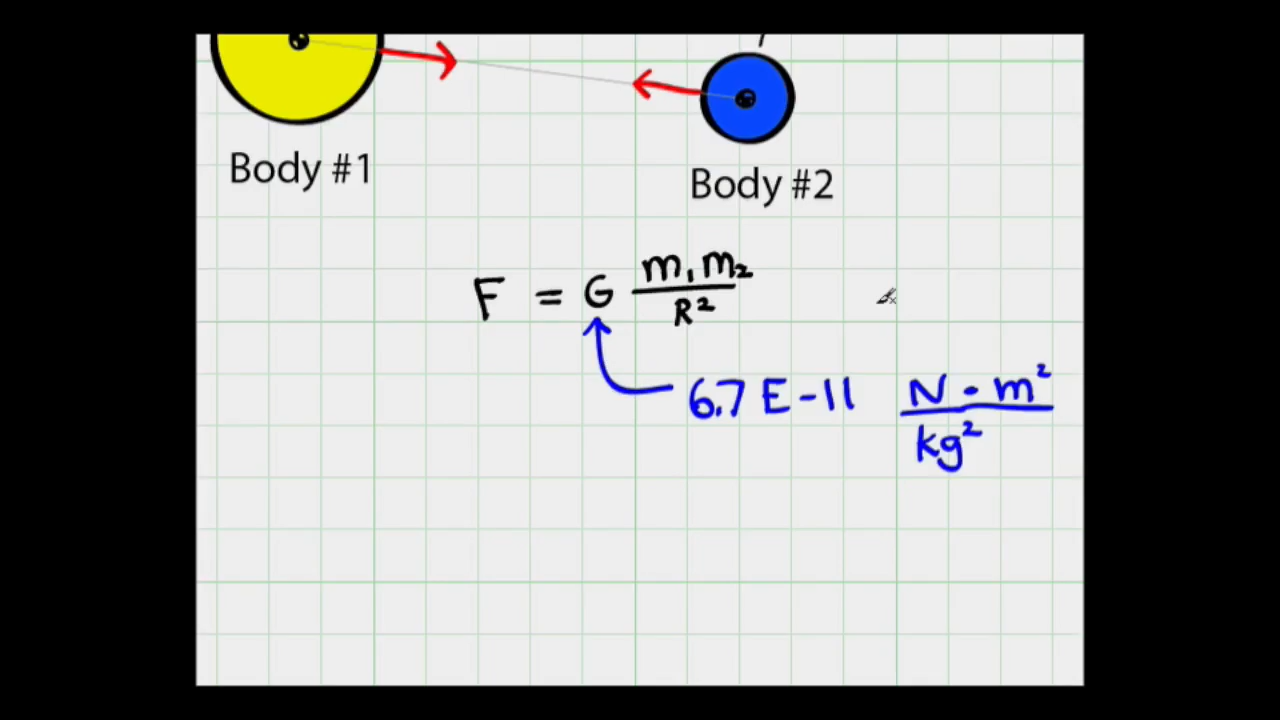 Body #1
Body #2
F = G m₁m₂ / R²
6.7 E-11 N·m² / kg²